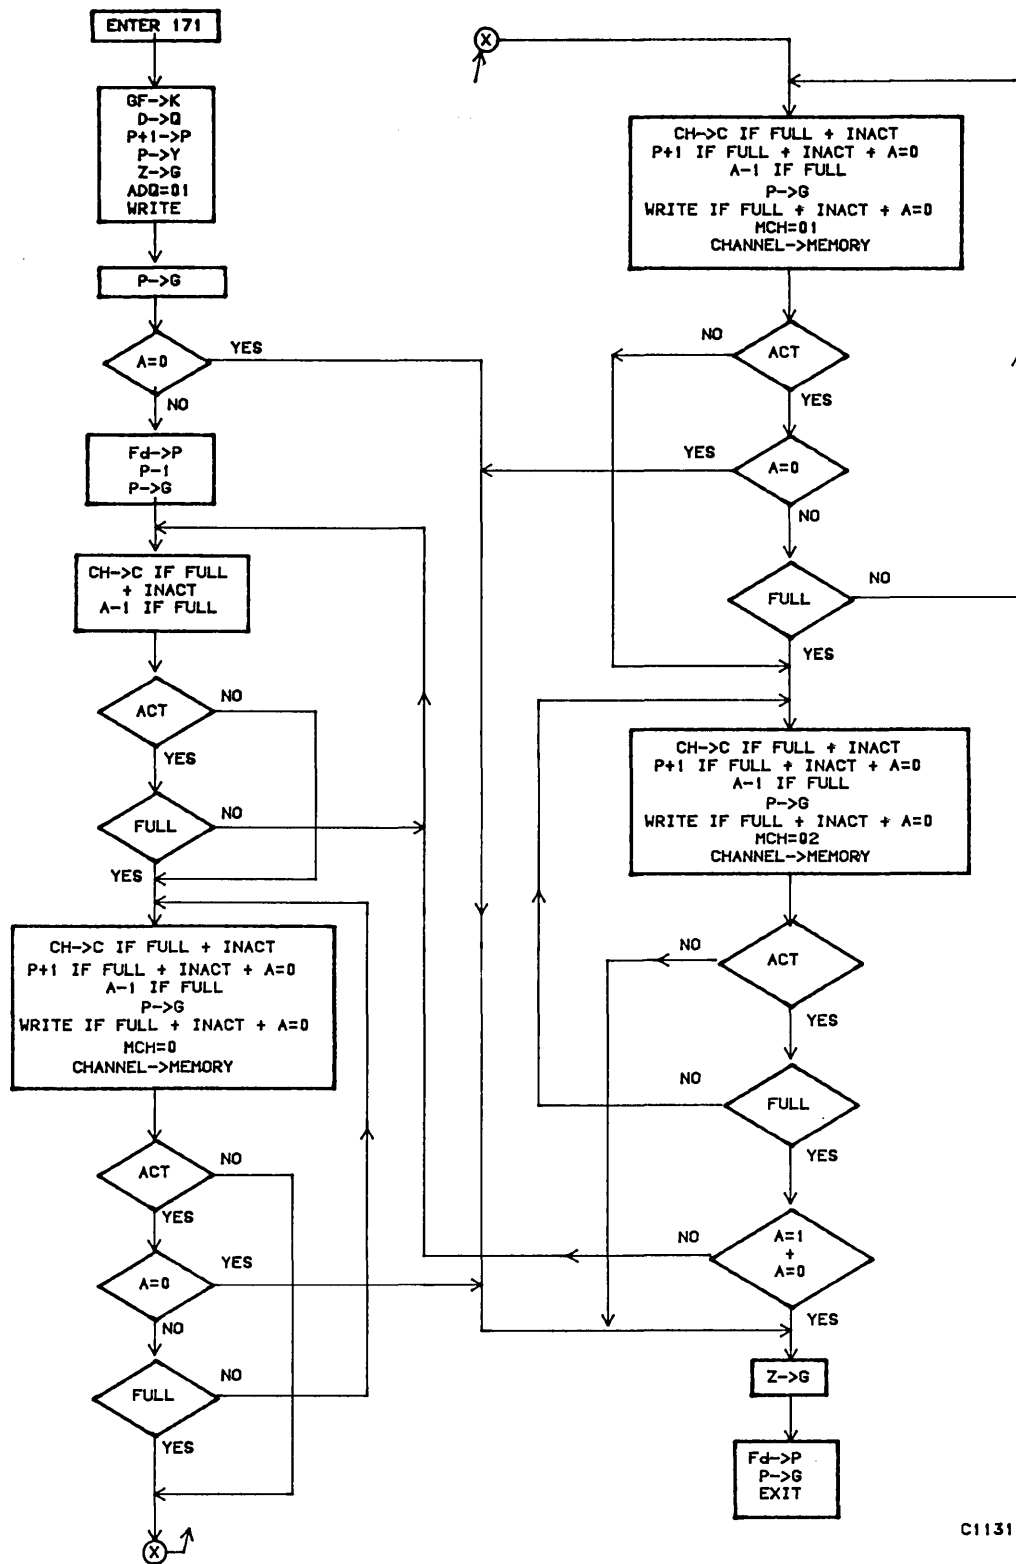 ENTER 171
GF->K
D->Q
P+1->P
P->Y
Z->G
ADQ=01
WRITE
P->G
A=0
YES
NO
Fd->P
P-1
P->G
CH->C IF FULL
+ INACT
A-1 IF FULL
ACT
NO
YES
FULL
NO
YES
CH->C IF FULL + INACT
P+1 IF FULL + INACT + A=0
A-1 IF FULL
P->G
WRITE IF FULL + INACT + A=0
MCH=0
CHANNEL->MEMORY
ACT
NO
YES
A=0
YES
NO
FULL
NO
YES
X
X
CH->C IF FULL + INACT
P+1 IF FULL + INACT + A=0
A-1 IF FULL
P->G
WRITE IF FULL + INACT + A=0
MCH=01
CHANNEL->MEMORY
NO
ACT
YES
YES
A=0
NO
FULL
NO
YES
CH->C IF FULL + INACT
P+1 IF FULL + INACT + A=0
A-1 IF FULL
P->G
WRITE IF FULL + INACT + A=0
MCH=02
CHANNEL->MEMORY
NO
ACT
YES
NO
FULL
YES
NO
A=1
+
A=0
YES
Z->G
Fd->P
P->G
EXIT
C1131